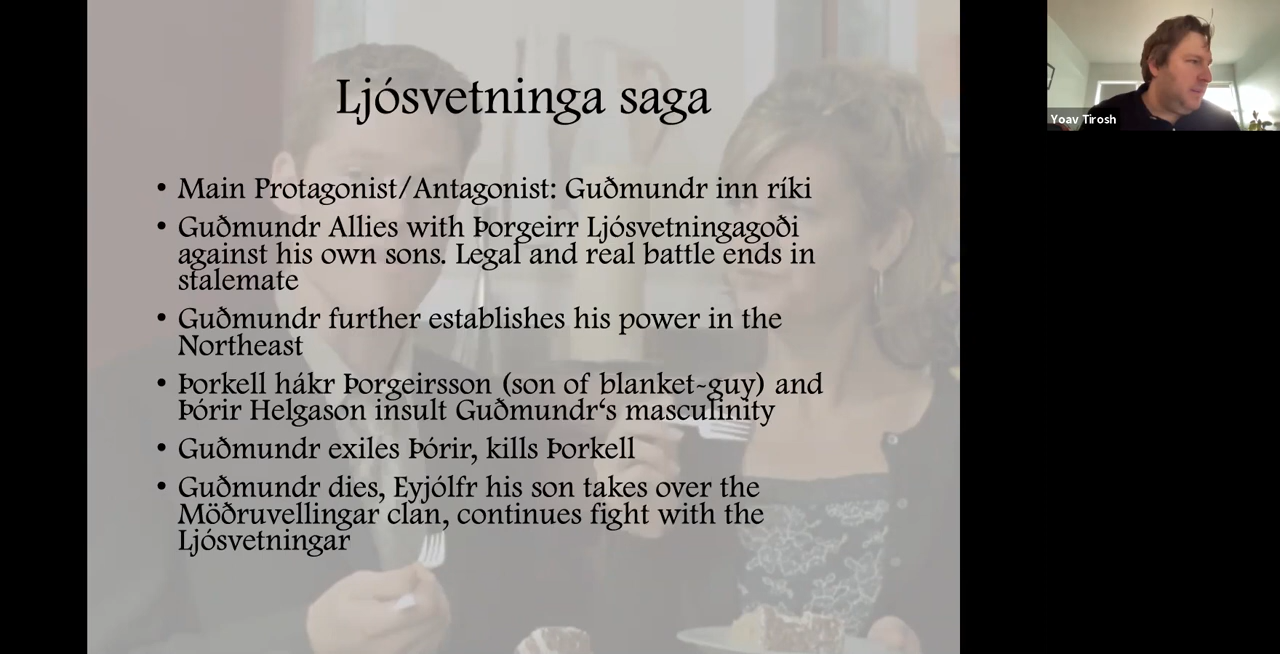 Ljósvetninga saga
• Main Protagonist/Antagonist: Guðmundr inn ríki
• Guðmundr Allies with Þorgeirr Ljósvetningagoði
against his own sons. Legal and real battle ends in
stalemate
• Guðmundr further establishes his power in the
Northeast
• Þorkell hákr Þorgeirsson (son of blanket-guy) and
Þórir Helgason insult Guðmundr‘s masculinity
• Guðmundr exiles Þórir, kills Þorkell
• Guðmundr dies, Eyjólfr his son takes over the
Möðruvellingar clan, continues fight with the
Ljósvetningar
Yoav Tirosh